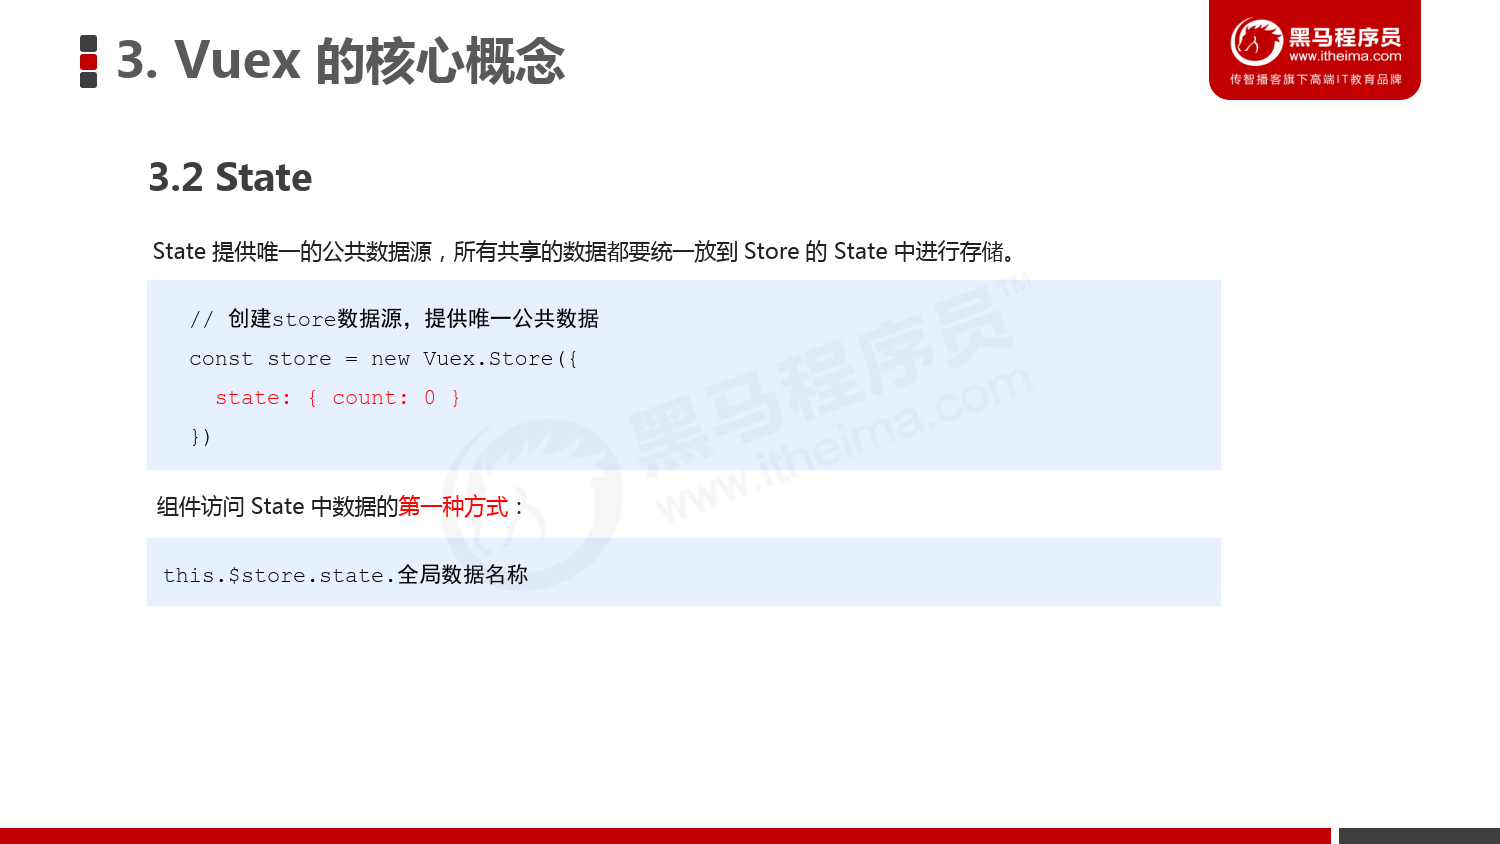 3. Vuex 的核心概念
黑马程序员
www.itheima.com
传智播客旗下高端IT教育品牌
3.2 State
State 提供唯一的公共数据源，所有共享的数据都要统一放到 Store 的 State 中进行存储。
// 创建store数据源，提供唯一公共数据
const store = new Vuex.Store({
state: { count: 0 }
})
黑马程序员™
www.itheima.com
组件访问 State 中数据的第一种方式：
this.$store.state.全局数据名称